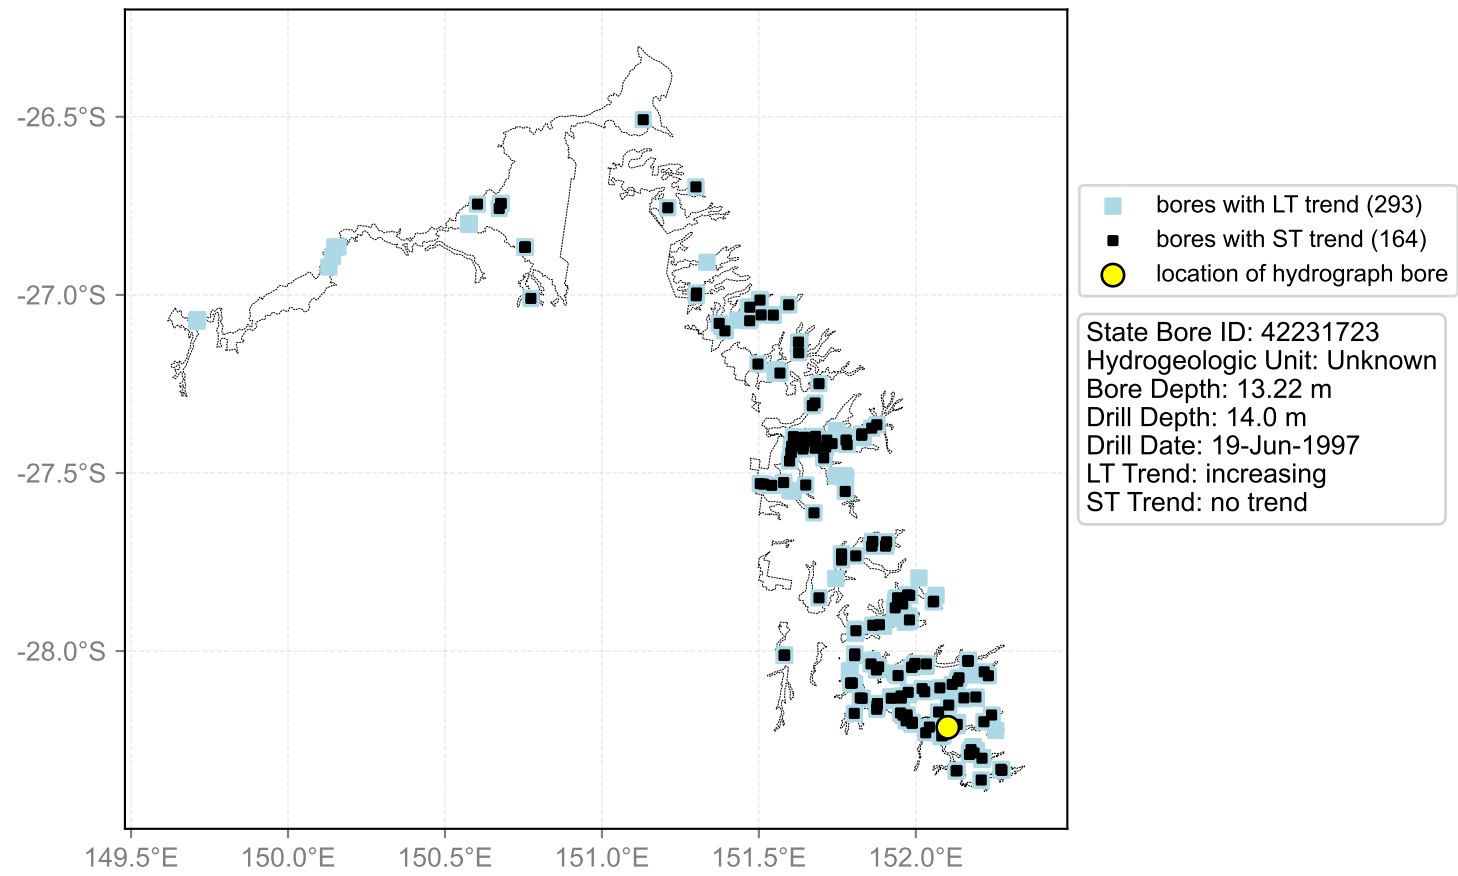 -26.5°S
-27.0°S
-27.5°S
-28.0°S
149.5°E
150.0°E
150.5°E
151.0°E
151.5°E
152.0°E
bores with LT trend (293)
bores with ST trend (164)
location of hydrograph bore
State Bore ID: 42231723
Hydrogeologic Unit: Unknown
Bore Depth: 13.22 m
Drill Depth: 14.0 m
Drill Date: 19-Jun-1997
LT Trend: increasing
ST Trend: no trend